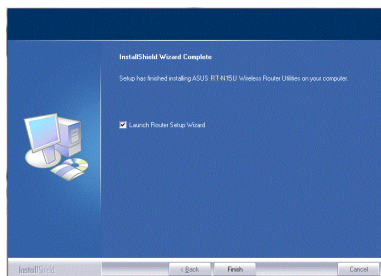 InstallShield Wizard Complete
Setup has finished installing ASUS RT-N15U Wireless Router Utilities on your computer.
Launch Router Setup Wizard
InstallShield
< Back
Finish
Cancel